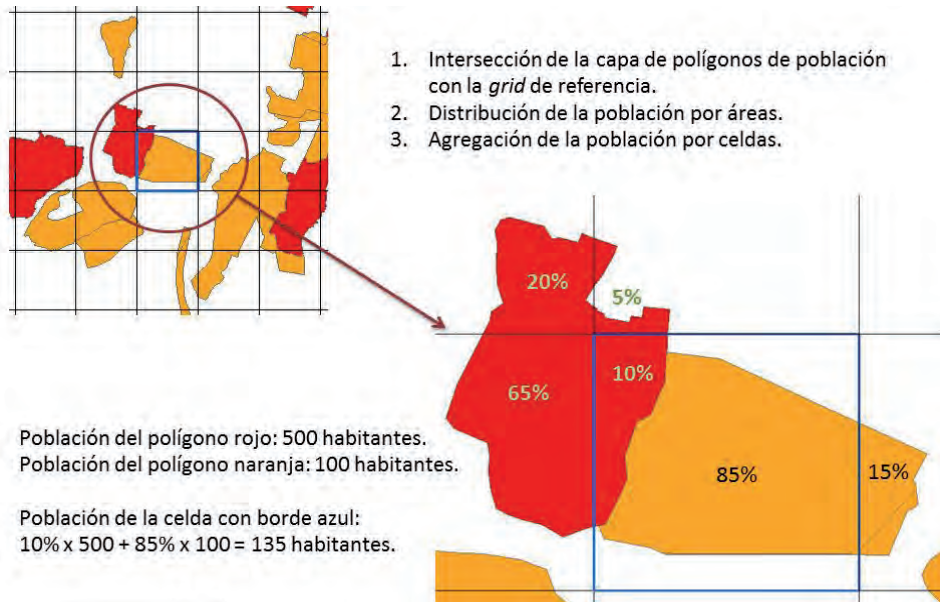 1. Intersección de la capa de polígonos de población
con la grid de referencia.
2. Distribución de la población por áreas.
3. Agregación de la población por celdas.
20%
5%
65%
10%
85%
15%
Población del polígono rojo: 500 habitantes.
Población del polígono naranja: 100 habitantes.
Población de la celda con borde azul:
10% x 500 + 85% x 100 = 135 habitantes.